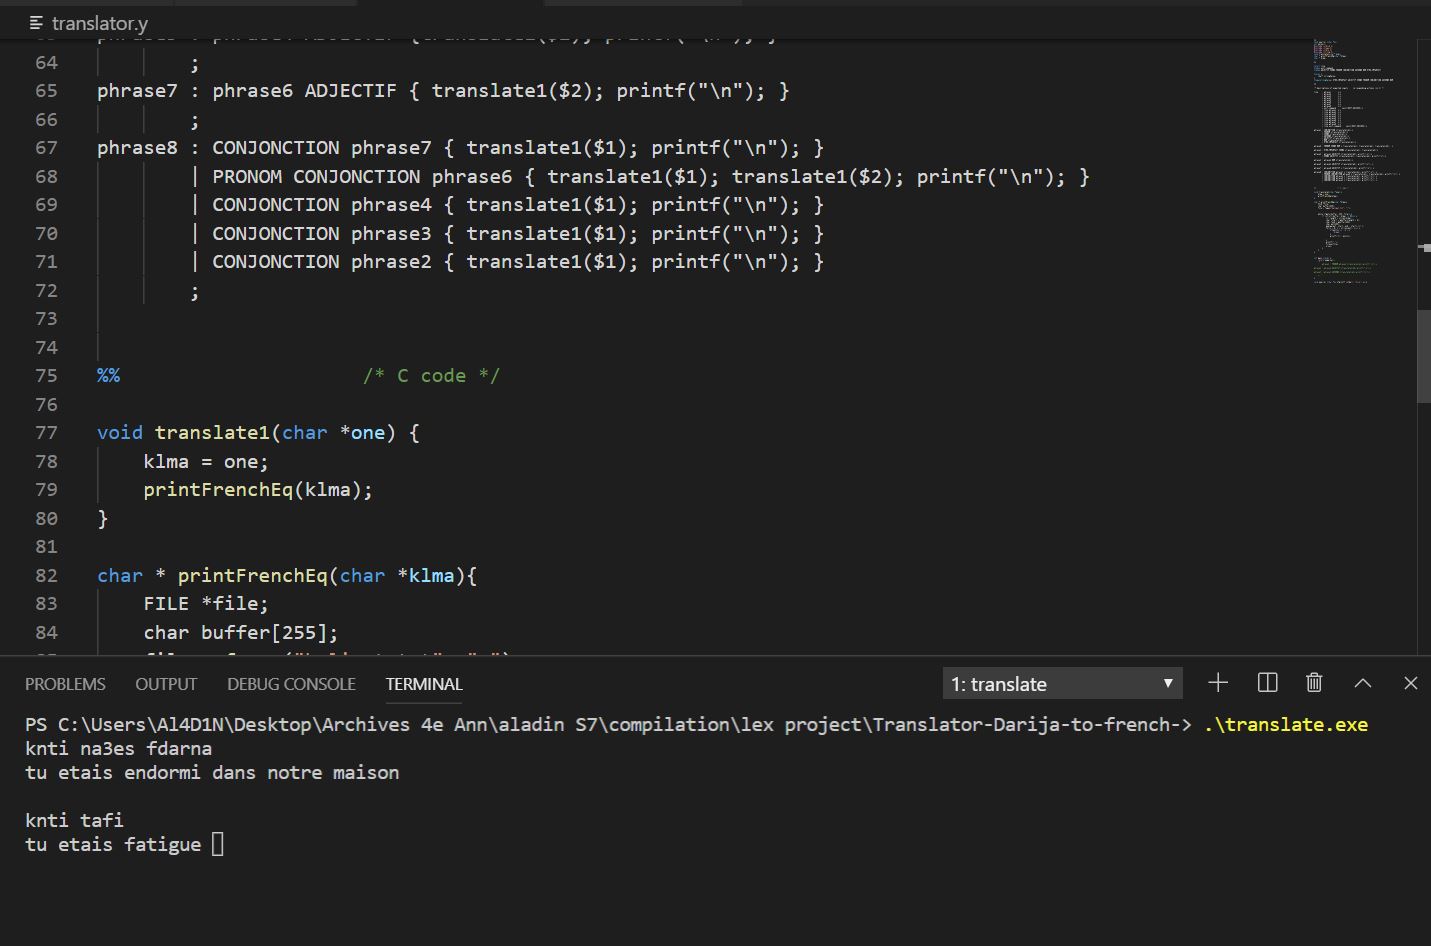 translator.y
64 ;
65 phrase7 : phrase6 ADJECTIF { translate1($2); printf("\n"); }
66 ;
67 phrase8 : CONJONCTION phrase7 { translate1($1); printf("\n"); }
68 | PRONOM CONJONCTION phrase6 { translate1($1); translate1($2); printf("\n"); }
69 | CONJONCTION phrase4 { translate1($1); printf("\n"); }
70 | CONJONCTION phrase3 { translate1($1); printf("\n"); }
71 | CONJONCTION phrase2 { translate1($1); printf("\n"); }
72 ;
73
74
75 %% /* C code */
76
77 void translate1(char *one) {
78 klma = one;
79 printFrenchEq(klma);
80 }
81
82 char * printFrenchEq(char *klma){
83 FILE *file;
84 char buffer[255];
PROBLEMS OUTPUT DEBUG CONSOLE TERMINAL 1: translate
PS C:\Users\Al4D1N\Desktop\Archives 4e Ann\aladin S7\compilation\lex project\Translator-Darija-to-french-> .\translate.exe
knti na3es fdarna
tu etais endormi dans notre maison
knti tafi
tu etais fatigue